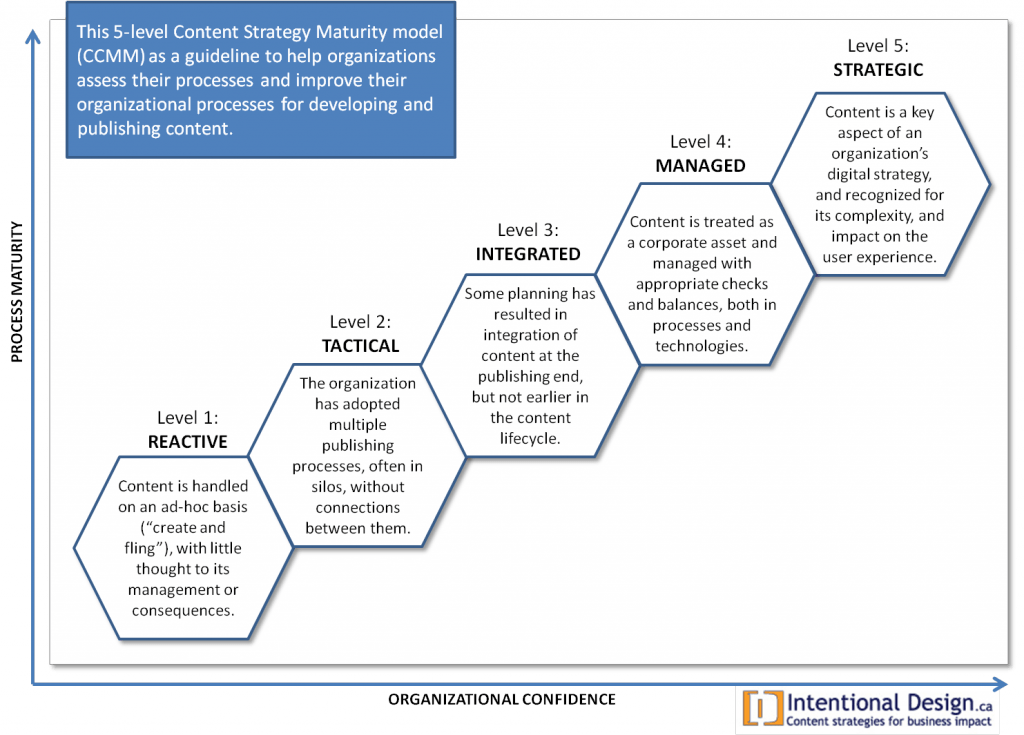 This 5-level Content Strategy Maturity model
(CCMM) as a guideline to help organizations
assess their processes and improve their
organizational processes for developing and
publishing content.
Level 5:
STRATEGIC
Content is a key
aspect of an
organization's
digital strategy,
and recognized for
its complexity, and
impact on the
user experience.
Level 4:
MANAGED
Content is treated as
a corporate asset and
managed with
appropriate checks
and balances, both in
processes and
technologies.
Level 3:
INTEGRATED
Some planning has
resulted in
integration of
content at the
publishing end,
but not earlier in
the content
lifecycle.
Level 2:
TACTICAL
The organization
has adopted
multiple
publishing
processes, often in
silos, without
connections
between them.
Level 1:
REACTIVE
Content is handled
on an ad-hoc basis
("create and
fling"), with little
thought to its
management or
consequences.
PROCESS MATURITY
ORGANIZATIONAL CONFIDENCE
Intentional Design.ca
Content strategies for business impact